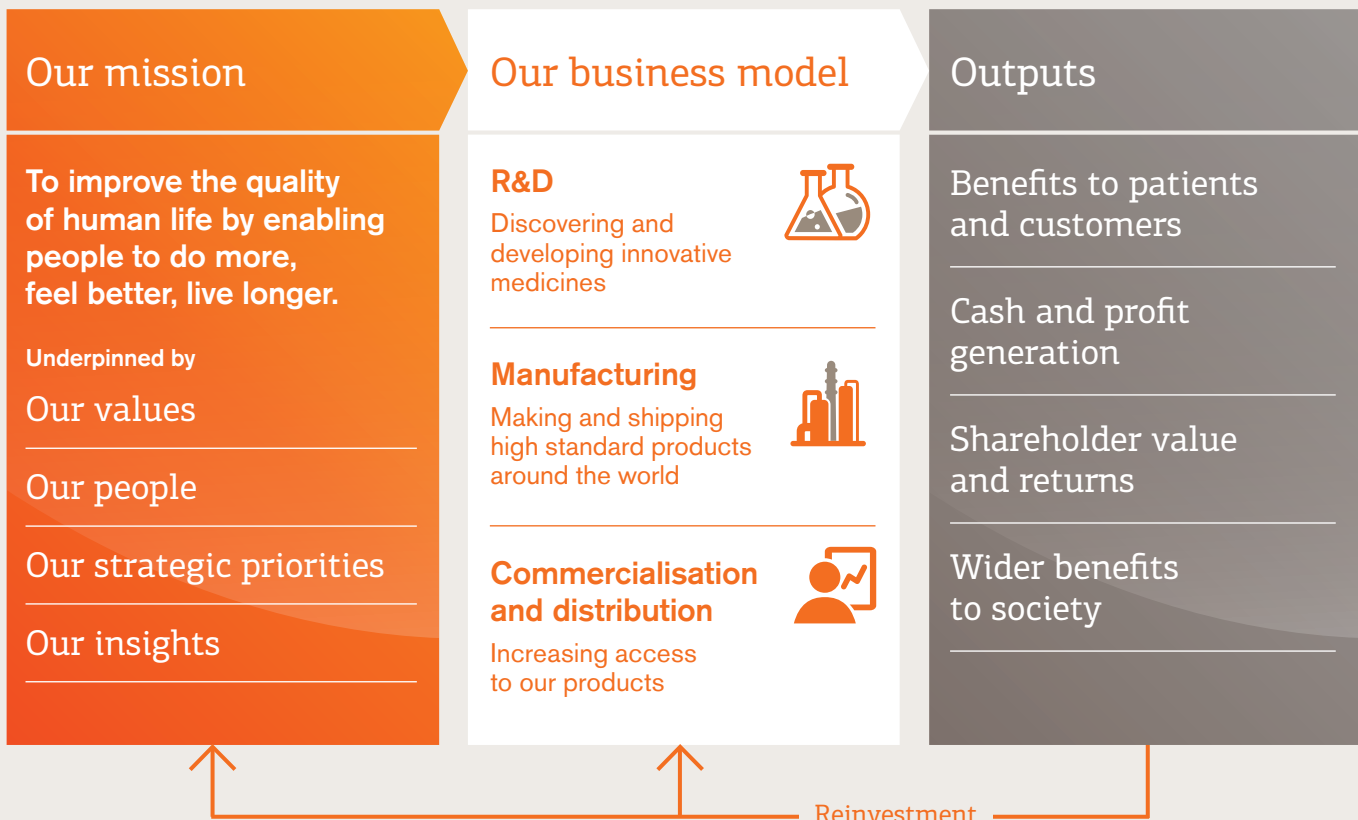 Our mission
To improve the quality
of human life by enabling
people to do more,
feel better, live longer.
Underpinned by
Our values
Our people
Our strategic priorities
Our insights
Our business model
R&D
Discovering and
developing innovative
medicines
Manufacturing
Making and shipping
high standard products
around the world
Commercialisation
and distribution
Increasing access
to our products
Outputs
Benefits to patients
and customers
Cash and profit
generation
Shareholder value
and returns
Wider benefits
to society
Reinvestment